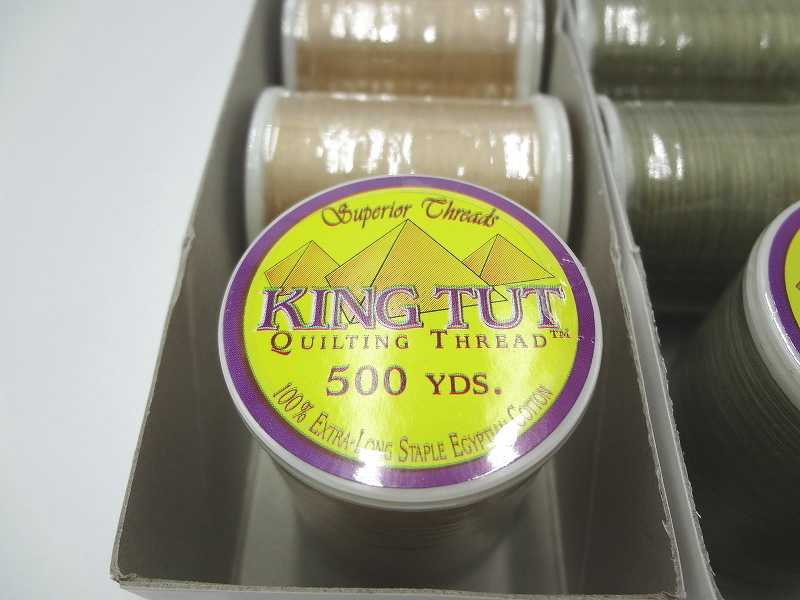 Superior Threads
KING TUT
QUILTING THREAD™
500 YDS.
100% EXTRA-LONG STAPLE EGYPTIAN COTTON